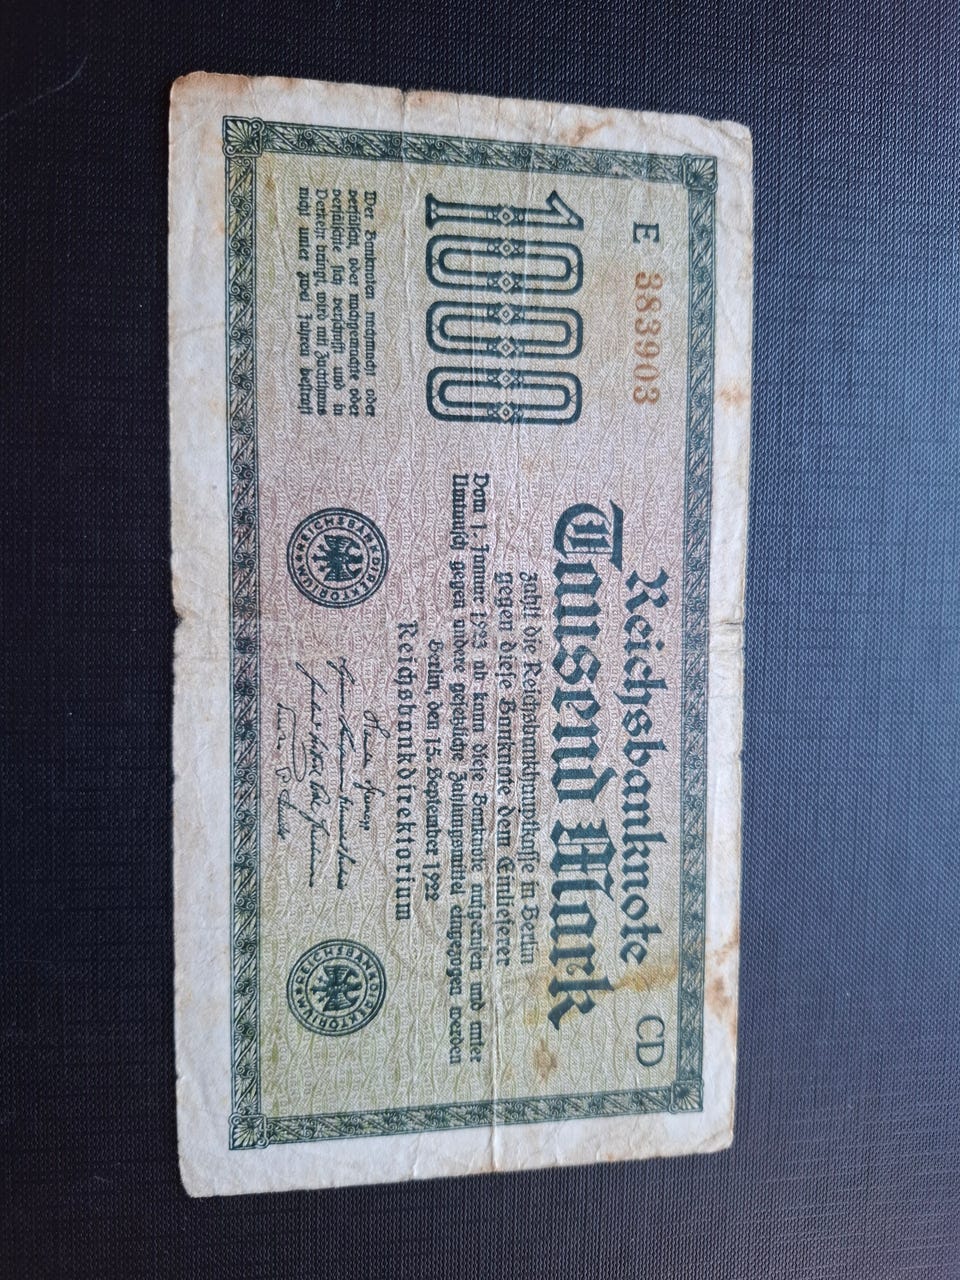 E 383903
CD
Reichsbanknote
1000
Tausend Mark
zahlt die Reichsbankhauptkasse in Berlin
gegen diese Banknote dem Einlieferer
Vom 1. Januar 1923 ab kann diese Banknote aufgerufen und unter
Umtausch gegen andere gesetzliche Zahlungsmittel eingezogen werden
Berlin, den 15. September 1922
Reichsbankdirektorium
Wer Banknoten nachmacht oder
verfälscht, oder nachgemachte oder
verfälschte sich verschafft und in
Verkehr bringt, wird mit Zuchthaus
nicht unter zwei Jahren bestraft
REICHSBANKDIREKTORIUM
REICHSBANKDIREKTORIUM